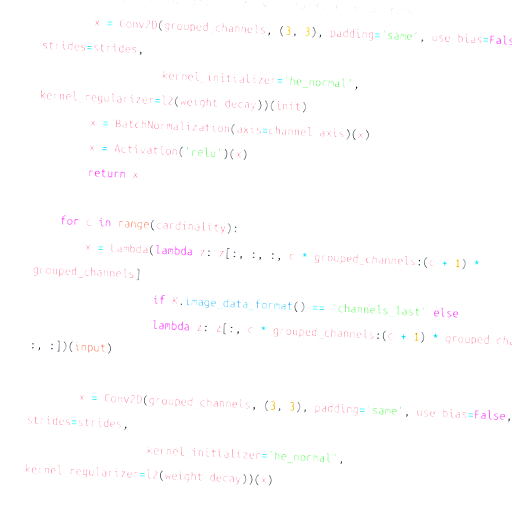 x = Conv2D(grouped_channels, (3, 3), padding='same', use_bias=Fals
strides=strides,
kernel_initializer='he_normal',
kernel_regularizer=l2(weight_decay))(init)
x = BatchNormalization(axis=channel_axis)(x)
x = Activation('relu')(x)
return x
for c in range(cardinality):
x = Lambda(lambda z: z[:, :, :, c * grouped_channels:(c + 1) *
grouped_channels]
if K.image_data_format() == 'channels_last' else
lambda z: z[:, c * grouped_channels:(c + 1) * grouped_cha
:, :])(input)
x = Conv2D(grouped_channels, (3, 3), padding='same', use_bias=False,
strides=strides,
kernel_initializer='he_normal',
kernel_regularizer=l2(weight_decay))(x)